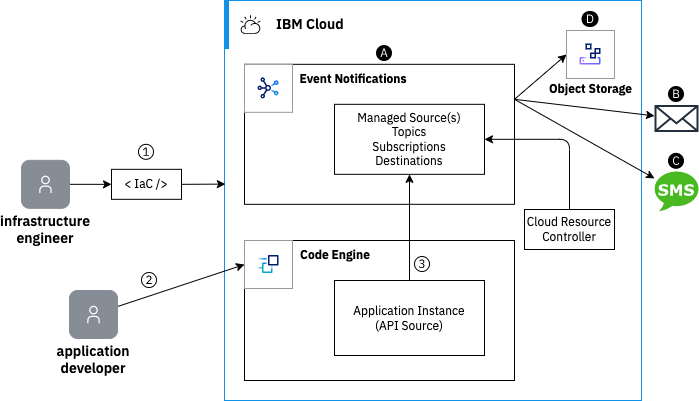 IBM Cloud
A
D
Object Storage
Event Notifications
Managed Source(s)
Topics
Subscriptions
Destinations
B
C
SMS
1
< IaC />
infrastructure
engineer
Cloud Resource
Controller
Code Engine
2
3
Application Instance
(API Source)
application
developer